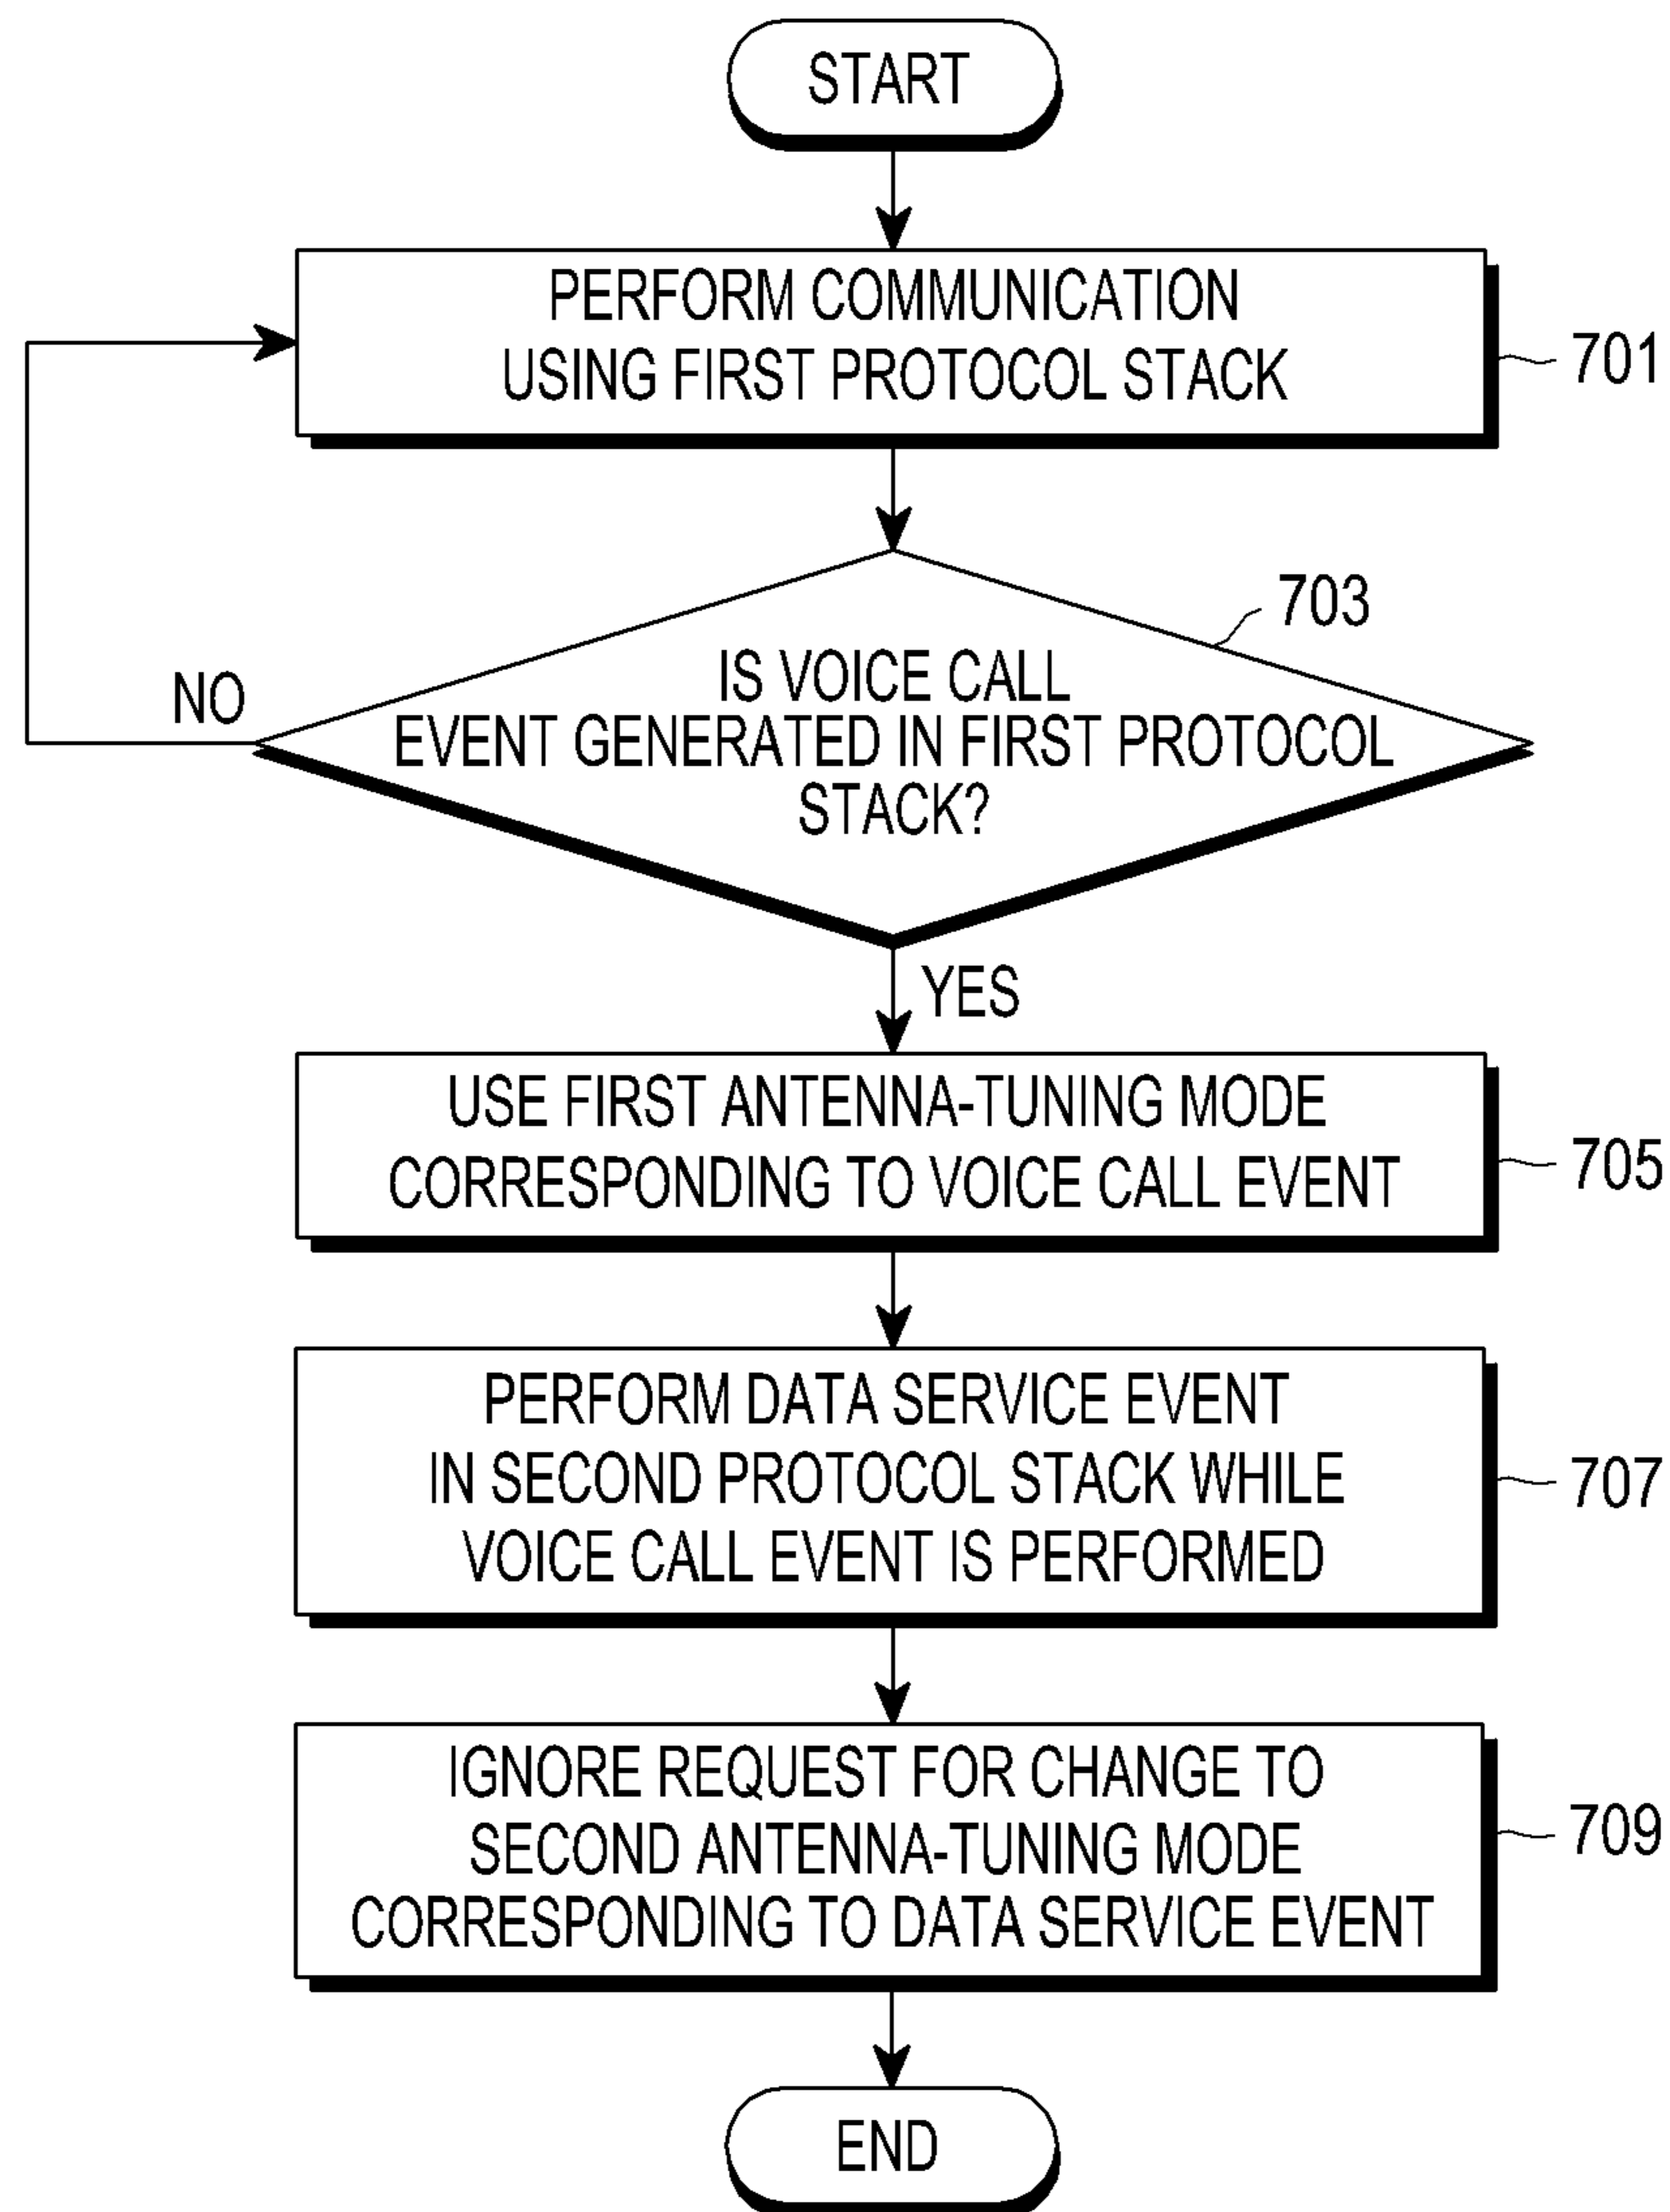 START
PERFORM COMMUNICATION
USING FIRST PROTOCOL STACK
701
703
IS VOICE CALL
EVENT GENERATED IN FIRST PROTOCOL
STACK?
NO
YES
USE FIRST ANTENNA-TUNING MODE
CORRESPONDING TO VOICE CALL EVENT
705
PERFORM DATA SERVICE EVENT
IN SECOND PROTOCOL STACK WHILE
VOICE CALL EVENT IS PERFORMED
707
IGNORE REQUEST FOR CHANGE TO
SECOND ANTENNA-TUNING MODE
CORRESPONDING TO DATA SERVICE EVENT
709
END